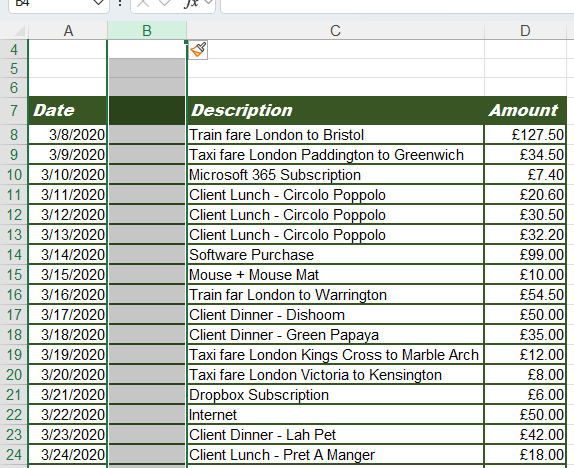 B4 fx
A B C D
4
5
6
7 Date Description Amount
8 3/8/2020 Train fare London to Bristol £127.50
9 3/9/2020 Taxi fare London Paddington to Greenwich £34.50
10 3/10/2020 Microsoft 365 Subscription £7.40
11 3/11/2020 Client Lunch - Circolo Poppolo £20.60
12 3/12/2020 Client Lunch - Circolo Poppolo £30.50
13 3/13/2020 Client Lunch - Circolo Poppolo £32.20
14 3/14/2020 Software Purchase £99.00
15 3/15/2020 Mouse + Mouse Mat £10.00
16 3/16/2020 Train far London to Warrington £54.50
17 3/17/2020 Client Dinner - Dishoom £50.00
18 3/18/2020 Client Dinner - Green Papaya £35.00
19 3/19/2020 Taxi fare London Kings Cross to Marble Arch £12.00
20 3/20/2020 Taxi fare London Victoria to Kensington £8.00
21 3/21/2020 Dropbox Subscription £6.00
22 3/22/2020 Internet £50.00
23 3/23/2020 Client Dinner - Lah Pet £42.00
24 3/24/2020 Client Lunch - Pret A Manger £18.00